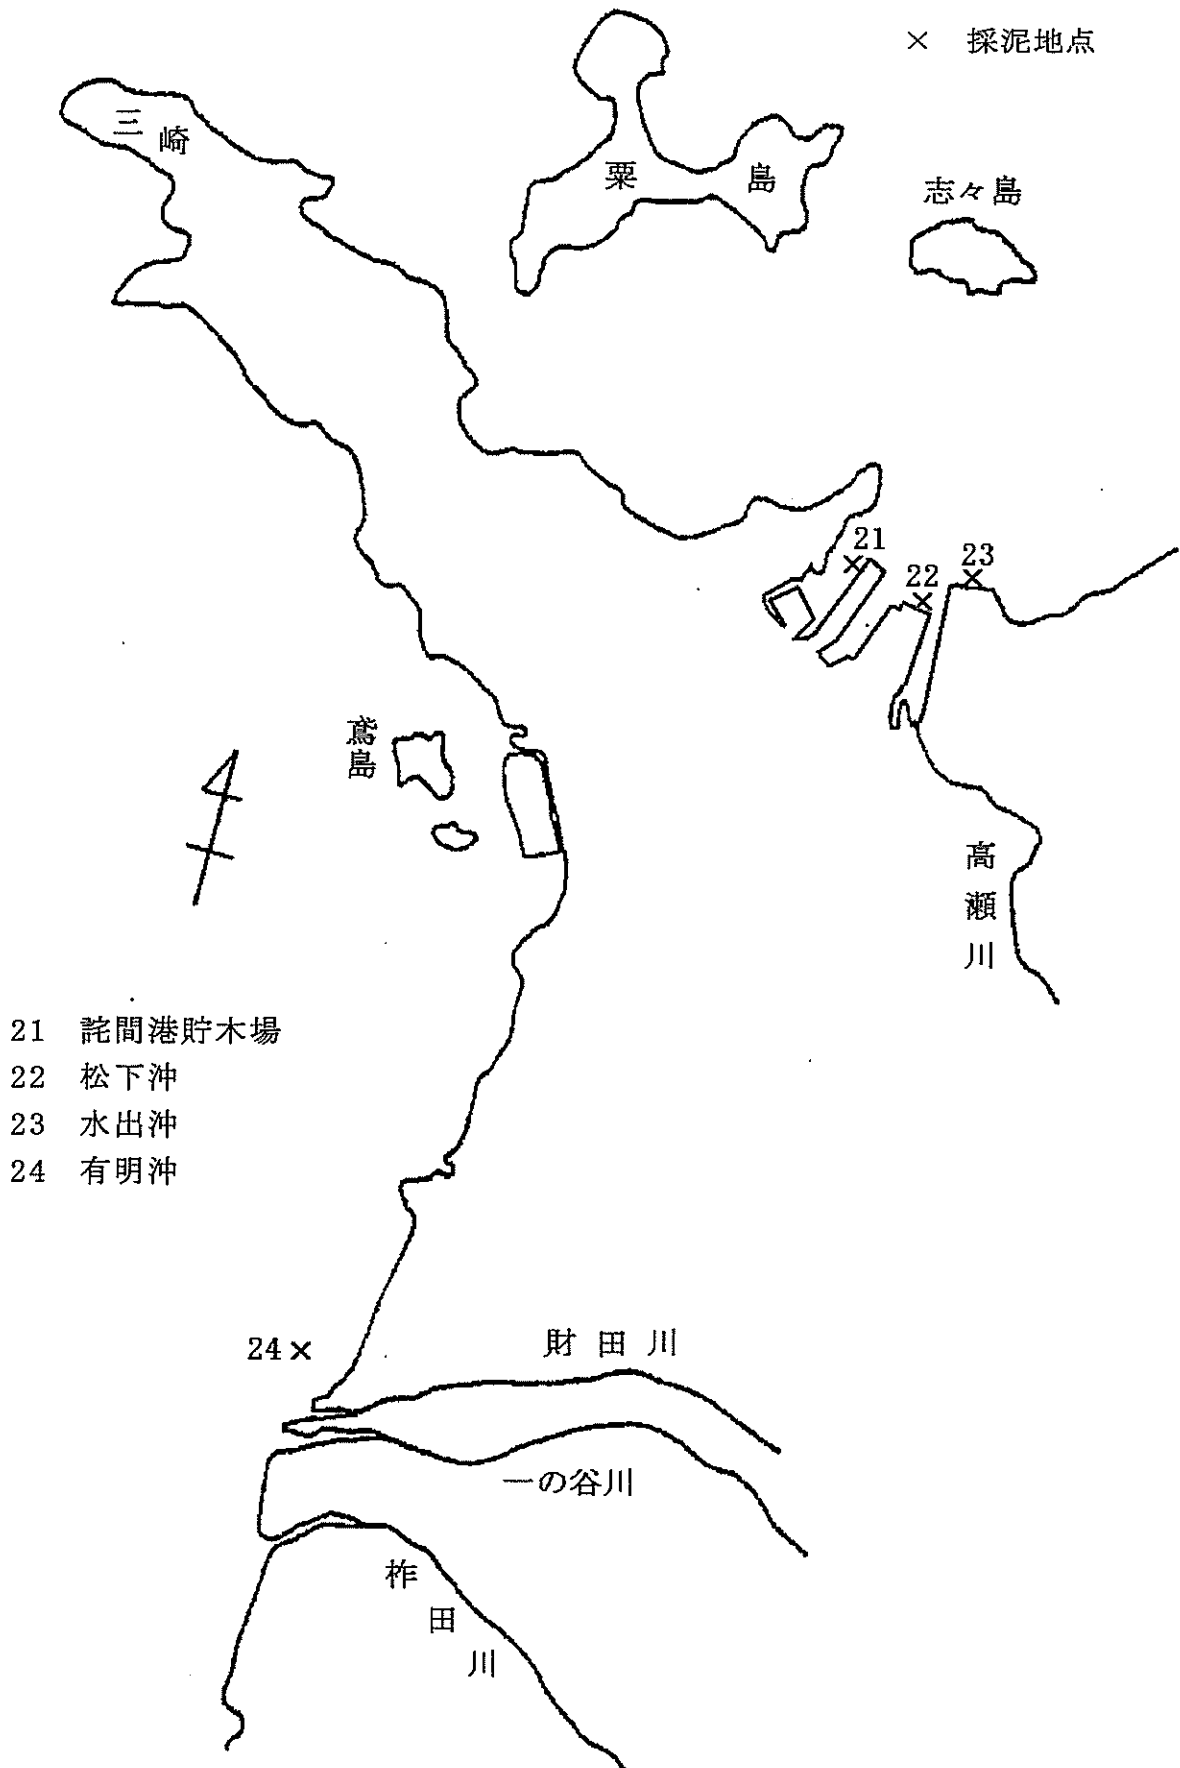 × 採泥地点
三崎
粟島
志々島
21
22
23
鳶島
高瀬川
21 詫間港貯木場
22 松下沖
23 水出沖
24 有明沖
24
財田川
一の谷川
柞田川